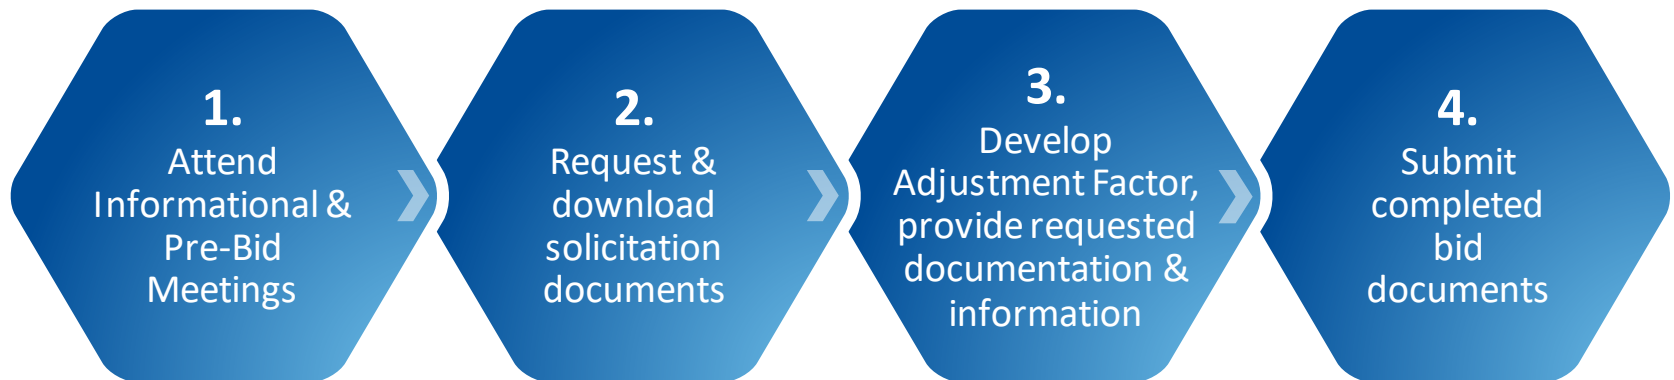 1.
Attend
Informational &
Pre-Bid
Meetings
2.
Request &
download
solicitation
documents
3.
Develop
Adjustment Factor,
provide requested
documentation &
information
4.
Submit
completed
bid
documents